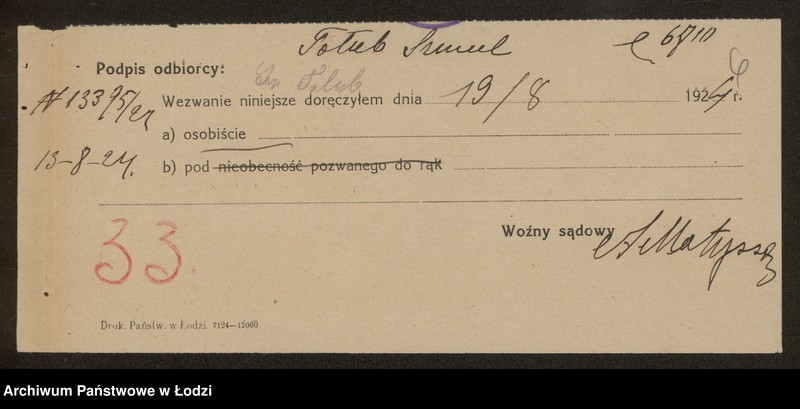 Szmul
6510
Podpis odbiorcy:
N 13395/24 Wezwanie niniejsze doręczyłem dnia 19/8 1924 r.
a) osobiście
13-8-24. b) pod nieobecność pozwanego do rąk
33.
Woźny sądowy
Druk. Państw. w Łodzi. 7124—12000
Archiwum Państwowe w Łodzi